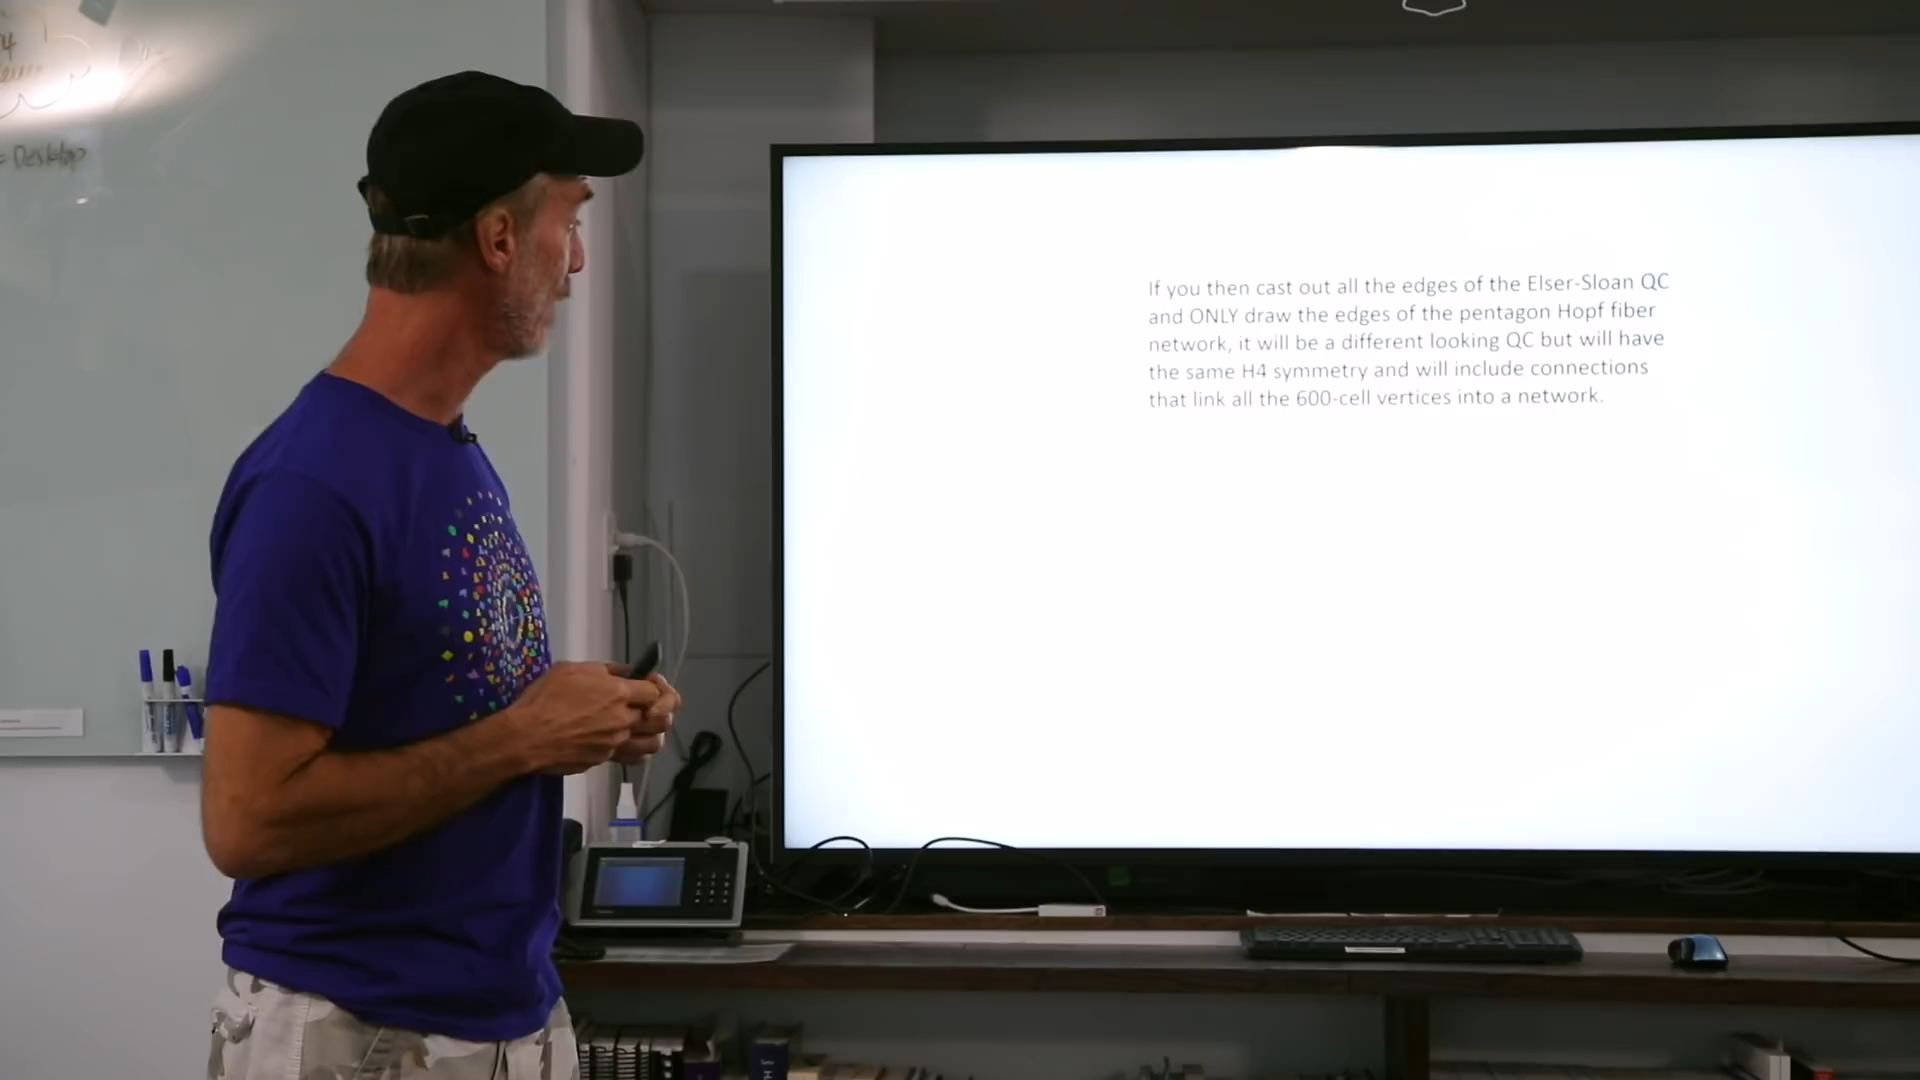 = Desktop
If you then cast out all the edges of the Elser-Sloan QC
and ONLY draw the edges of the pentagon Hopf fiber
network, it will be a different looking QC but will have
the same H4 symmetry and will include connections
that link all the 600-cell vertices into a network.